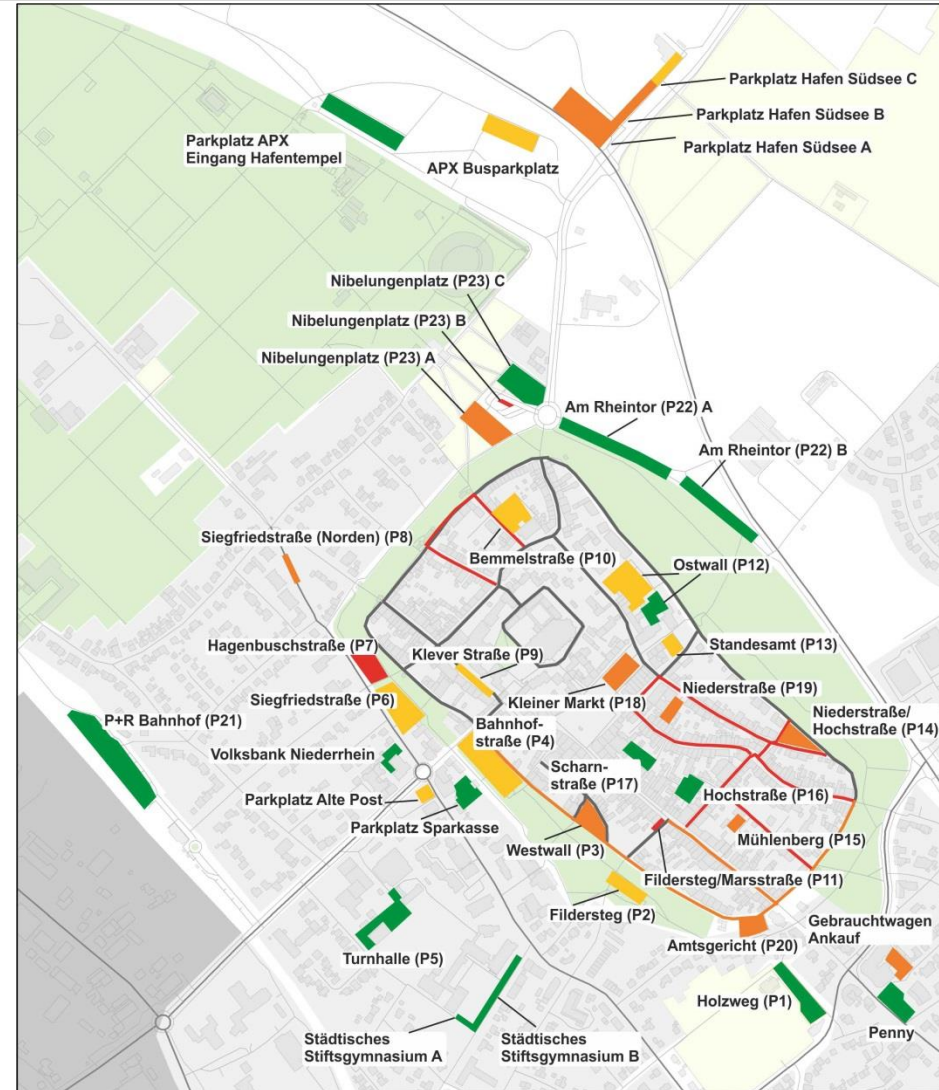 Parkplatz Hafen Südsee C
Parkplatz Hafen Südsee B
Parkplatz Hafen Südsee A
Parkplatz APX
Eingang Hafentempel
APX Busparkplatz
Nibelungenplatz (P23) C
Nibelungenplatz (P23) B
Nibelungenplatz (P23) A
Am Rheintor (P22) A
Am Rheintor (P22) B
Siegfriedstraße (Norden) (P8)
Bemmelstraße (P10)
Ostwall (P12)
Hagenbuschstraße (P7)
Klever Straße (P9)
Standesamt (P13)
Siegfriedstraße (P6)
Kleiner Markt (P18)
Niederstraße (P19)
P+R Bahnhof (P21)
Bahnhof-
straße (P4)
Niederstraße/
Hochstraße (P14)
Volksbank Niederrhein
Scharn-
straße (P17)
Parkplatz Alte Post
Hochstraße (P16)
Parkplatz Sparkasse
Westwall (P3)
Mühlenberg (P15)
Fildersteg/Marsstraße (P11)
Fildersteg (P2)
Amtsgericht (P20)
Gebrauchtwagen
Ankauf
Turnhalle (P5)
Holzweg (P1)
Penny
Städtisches
Stiftsgymnasium A
Städtisches
Stiftsgymnasium B